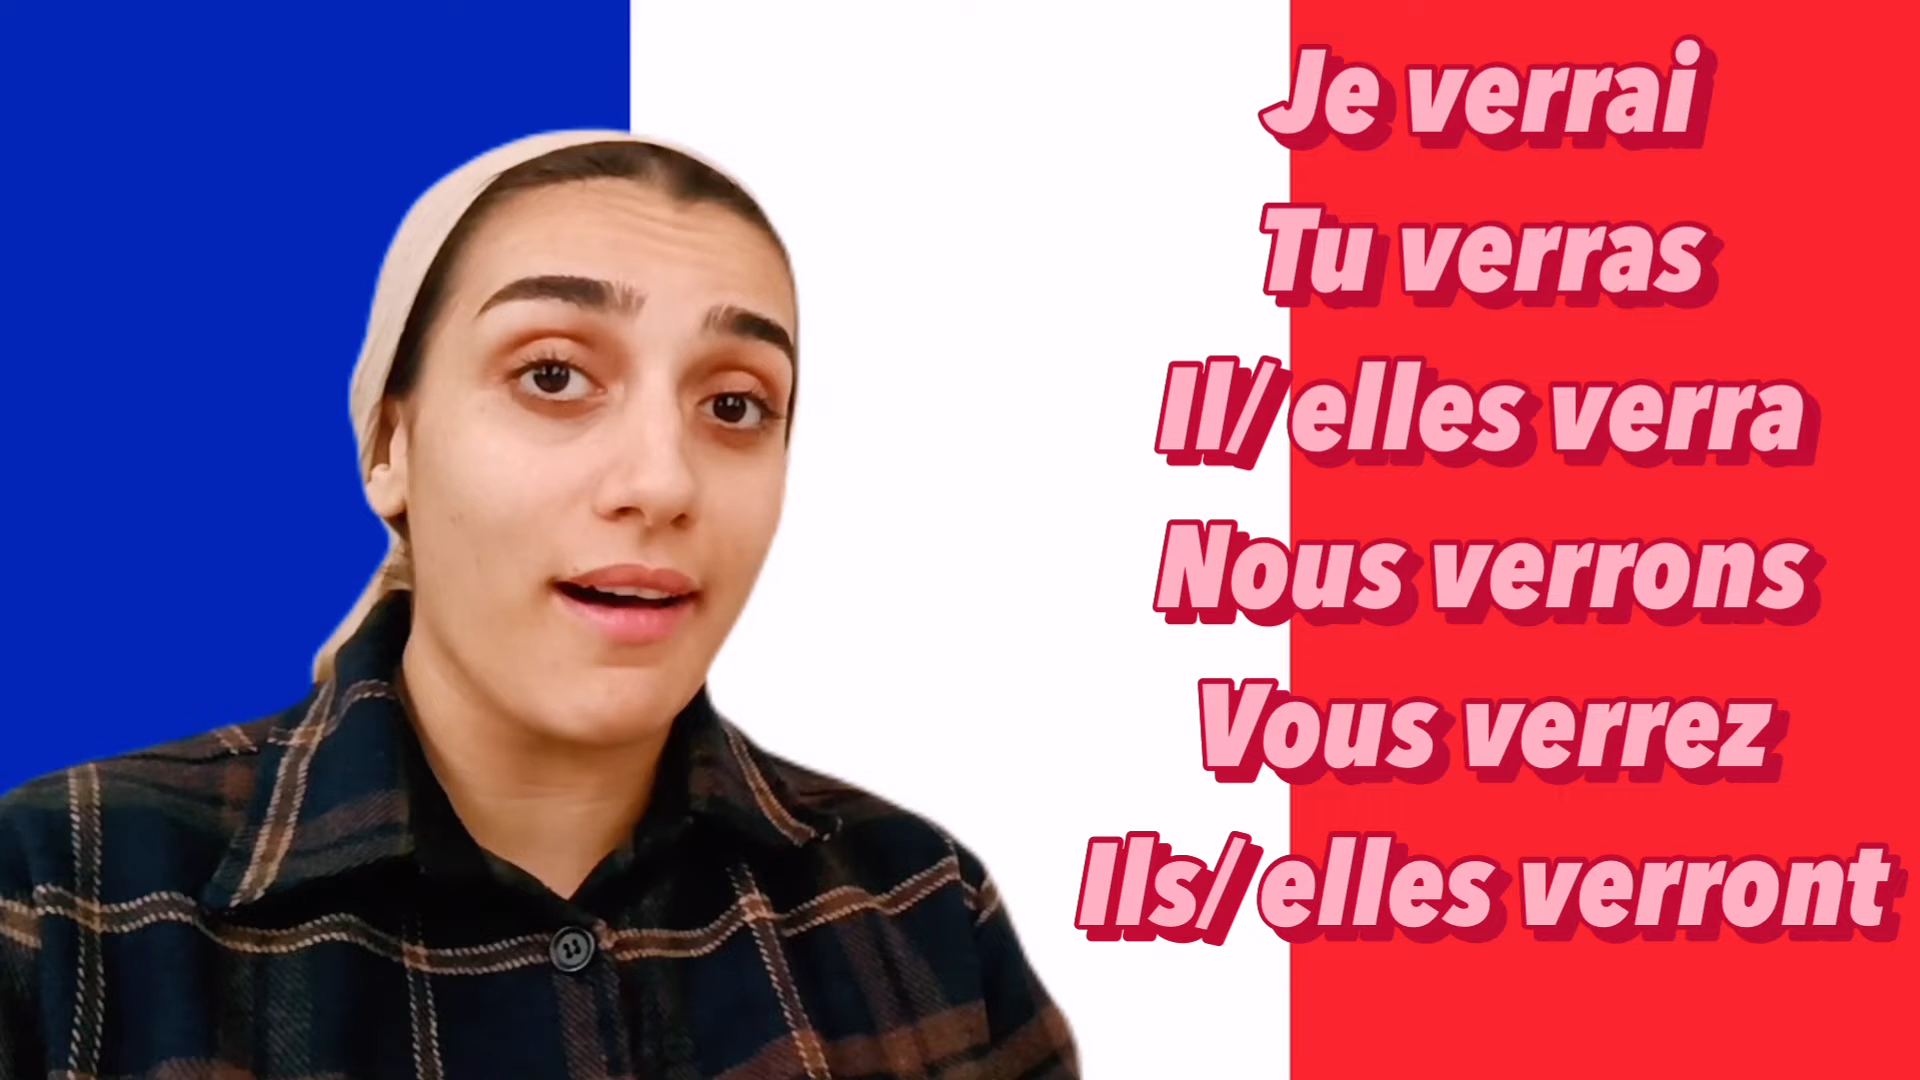 Je verrai
Tu verras
Il/elles verra
Nous verrons
Vous verrez
Ils/elles verront